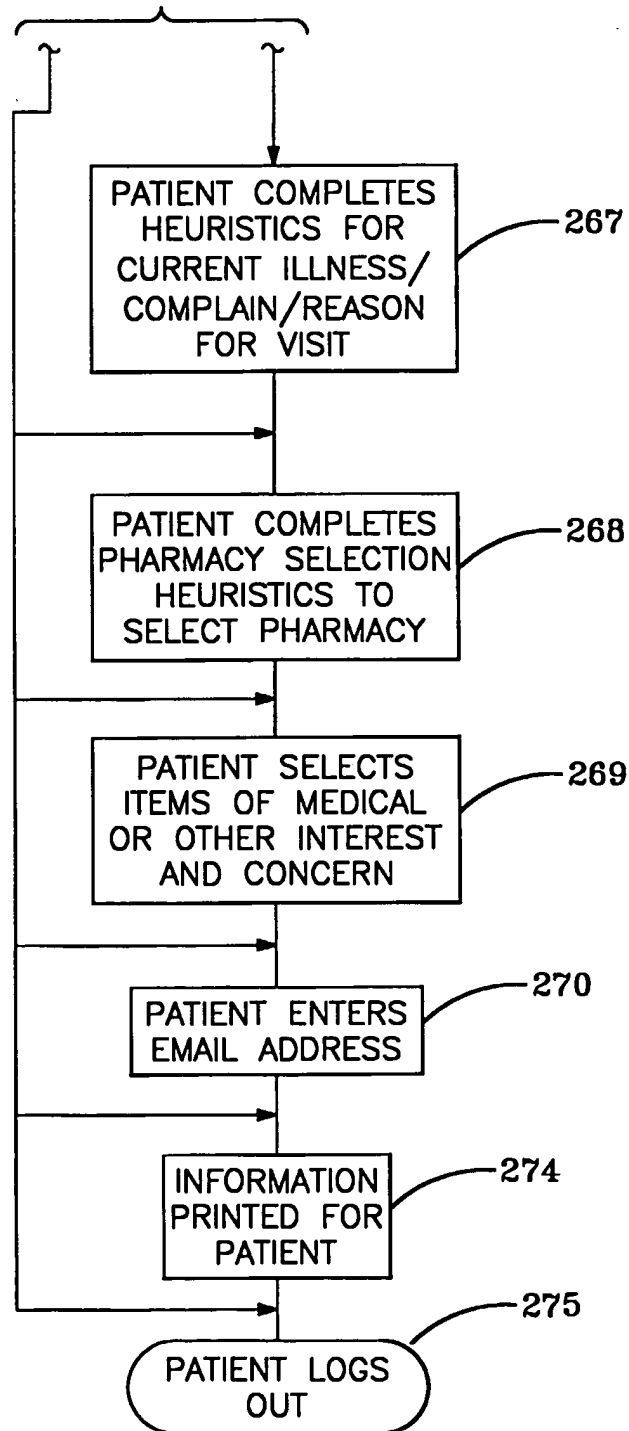 PATIENT COMPLETES
HEURISTICS FOR
CURRENT ILLNESS/
COMPLAIN/REASON
FOR VISIT
267
PATIENT COMPLETES
PHARMACY SELECTION
HEURISTICS TO
SELECT PHARMACY
268
PATIENT SELECTS
ITEMS OF MEDICAL
OR OTHER INTEREST
AND CONCERN
269
PATIENT ENTERS
EMAIL ADDRESS
270
INFORMATION
PRINTED FOR
PATIENT
274
PATIENT LOGS
OUT
275